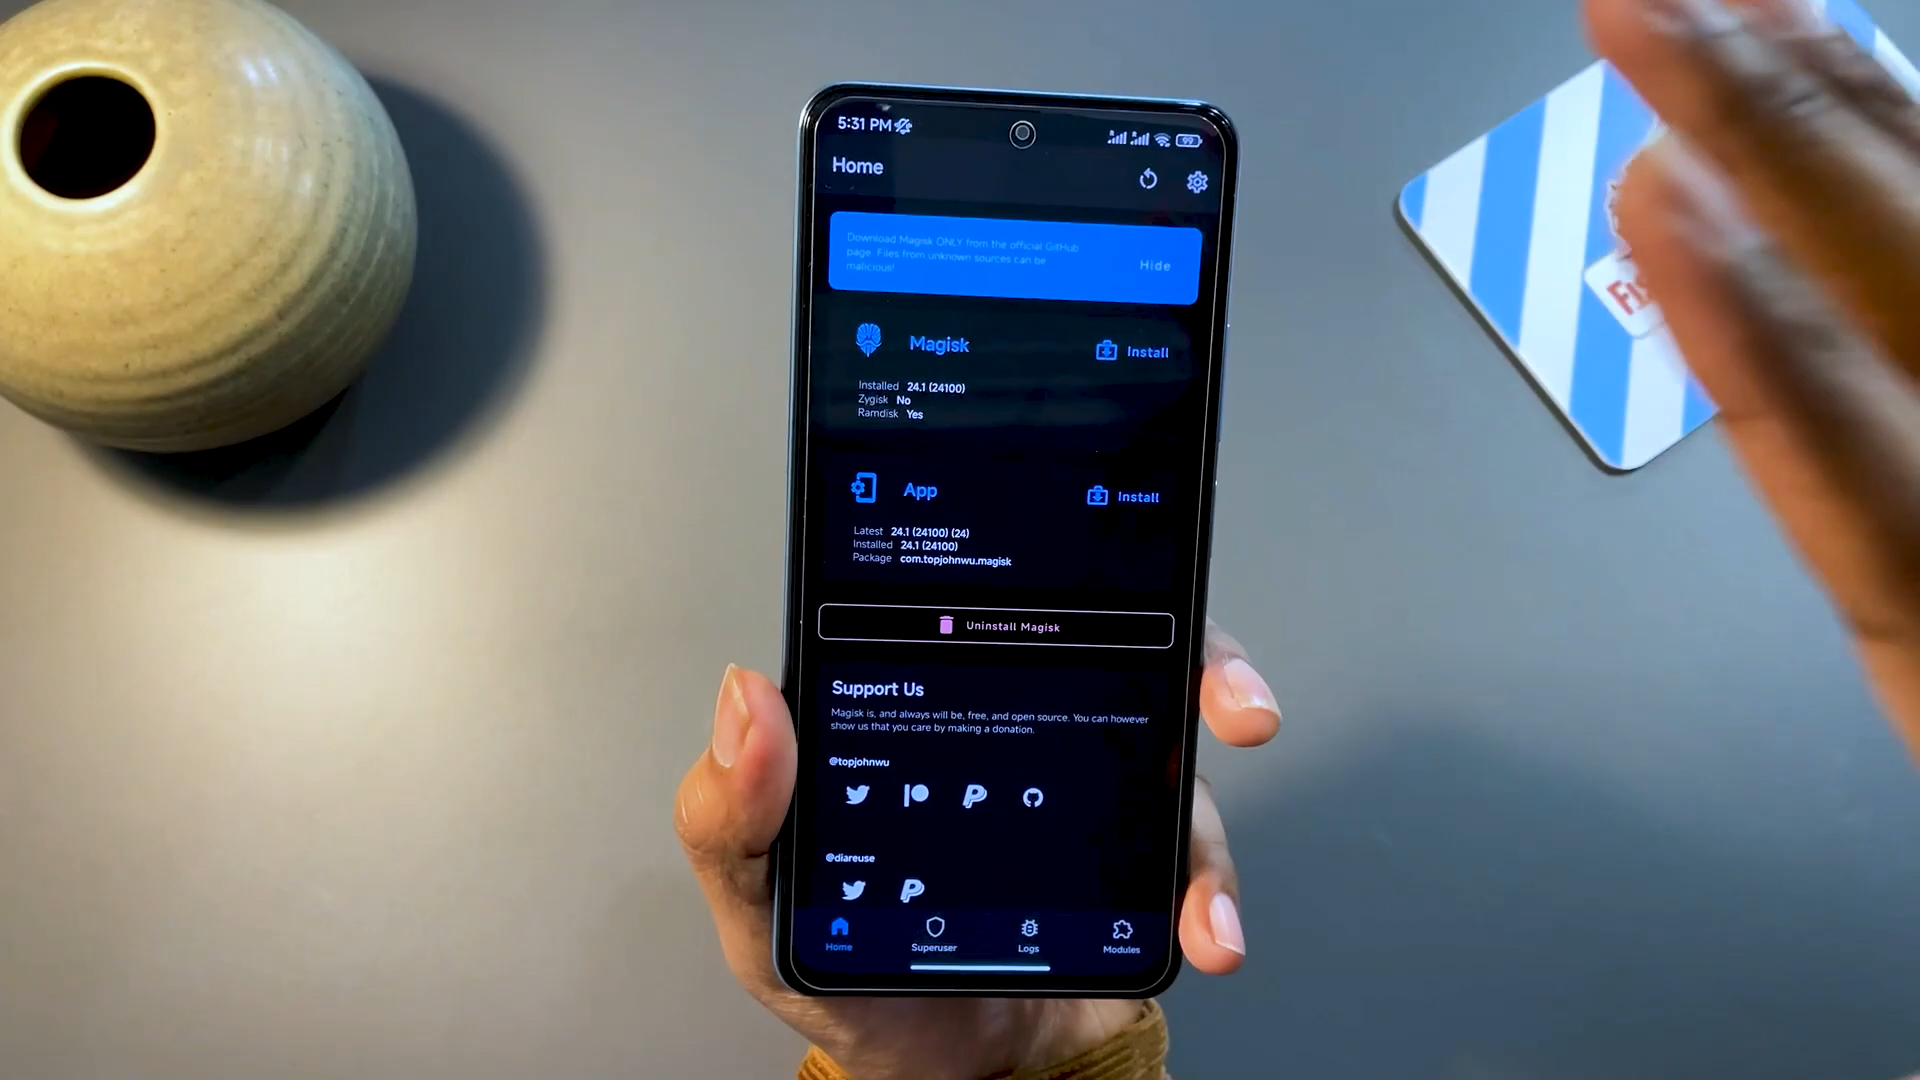 5:31 PM
99
Home
Download Magisk ONLY from the official GitHub
page. Files from unknown sources can be
malicious!
Hide
Magisk
Install
Installed 24.1 (24100)
Zygisk No
Ramdisk Yes
App
Install
Latest 24.1 (24100) (24)
Installed 24.1 (24100)
Package com.topjohnwu.magisk
Uninstall Magisk
Support Us
Magisk is, and always will be, free, and open source. You can however
show us that you care by making a donation.
@topjohnwu
@diareuse
Home
Superuser
Logs
Modules